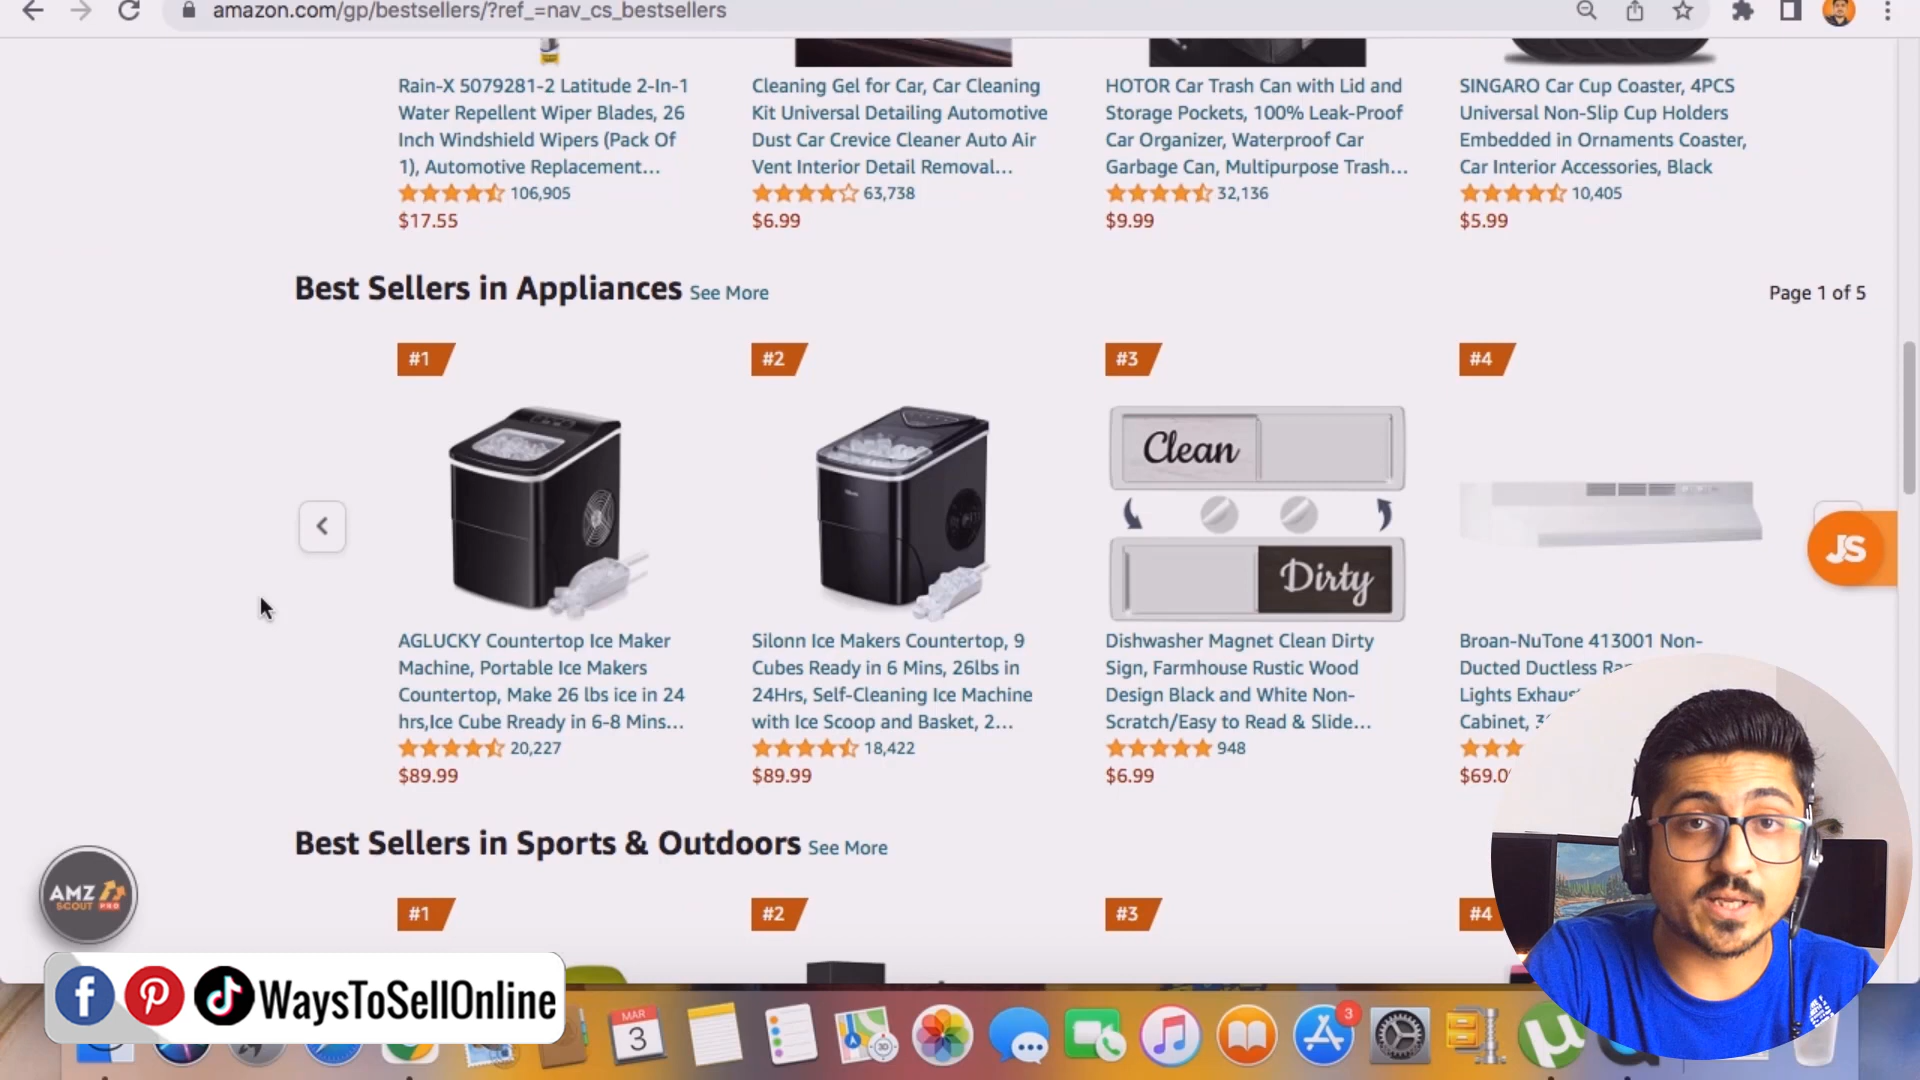 amazon.com/gp/bestsellers/?ref_=nav_cs_bestsellers
Rain-X 5079281-2 Latitude 2-In-1
Water Repellent Wiper Blades, 26
Inch Windshield Wipers (Pack Of
1), Automotive Replacement...
106,905
$17.55
Cleaning Gel for Car, Car Cleaning
Kit Universal Detailing Automotive
Dust Car Crevice Cleaner Auto Air
Vent Interior Detail Removal...
63,738
$6.99
HOTOR Car Trash Can with Lid and
Storage Pockets, 100% Leak-Proof
Car Organizer, Waterproof Car
Garbage Can, Multipurpose Trash...
32,136
$9.99
SINGARO Car Cup Coaster, 4PCS
Universal Non-Slip Cup Holders
Embedded in Ornaments Coaster,
Car Interior Accessories, Black
10,405
$5.99
Best Sellers in Appliances See More
Page 1 of 5
#1
#2
#3
#4
Clean
Dirty
JS
AGLUCKY Countertop Ice Maker
Machine, Portable Ice Makers
Countertop, Make 26 lbs ice in 24
hrs,Ice Cube Rready in 6-8 Mins...
20,227
$89.99
Silonn Ice Makers Countertop, 9
Cubes Ready in 6 Mins, 26lbs in
24Hrs, Self-Cleaning Ice Machine
with Ice Scoop and Basket, 2...
18,422
$89.99
Dishwasher Magnet Clean Dirty
Sign, Farmhouse Rustic Wood
Design Black and White Non-
Scratch/Easy to Read & Slide...
948
$6.99
Broan-NuTone 413001 Non-
Ducted Ductless
Lights
Cabinet,
Best Sellers in Sports & Outdoors See More
#1
#2
#3
#4
AMZ
SCOUT PRO
WaysToSellOnline
MAR
3
3D
3